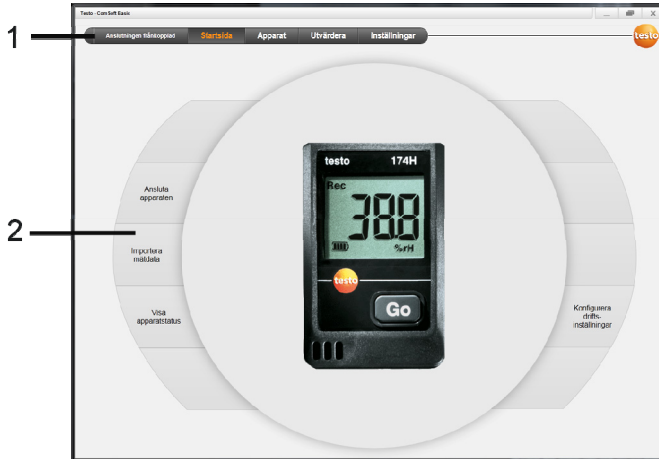 Testo - ComSoft Basis
1
Anslutningen frånkopplad Startsida Apparat Utvärdera Inställningar
testo
testo 174H
Rec
38.8
%rH
testo
Go
Ansluta
apparaten
2
Importera
mätdata
Visa
apparatstatus
Konfigurera
drifts-
inställningar